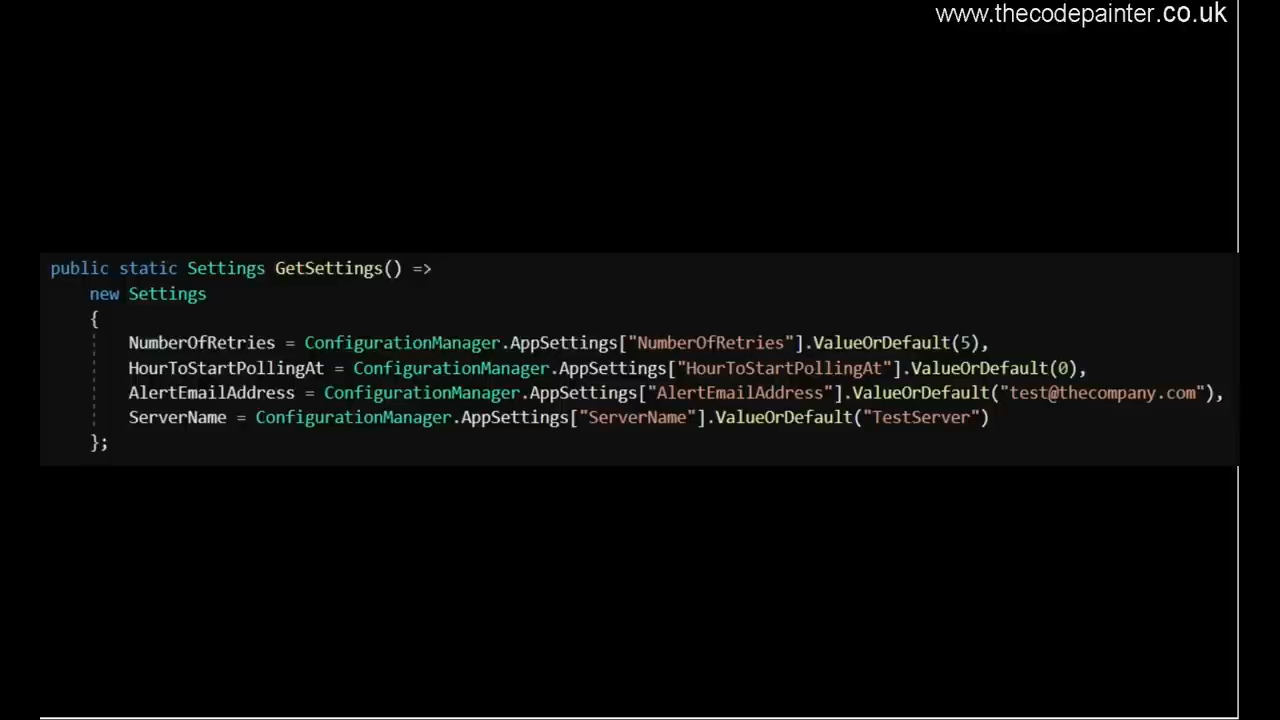 www.thecodepainter.co.uk
public static Settings GetSettings() =>
new Settings
{
NumberOfRetries = ConfigurationManager.AppSettings["NumberOfRetries"].ValueOrDefault(5),
HourToStartPollingAt = ConfigurationManager.AppSettings["HourToStartPollingAt"].ValueOrDefault(0),
AlertEmailAddress = ConfigurationManager.AppSettings["AlertEmailAddress"].ValueOrDefault("test@thecompany.com"),
ServerName = ConfigurationManager.AppSettings["ServerName"].ValueOrDefault("TestServer")
};